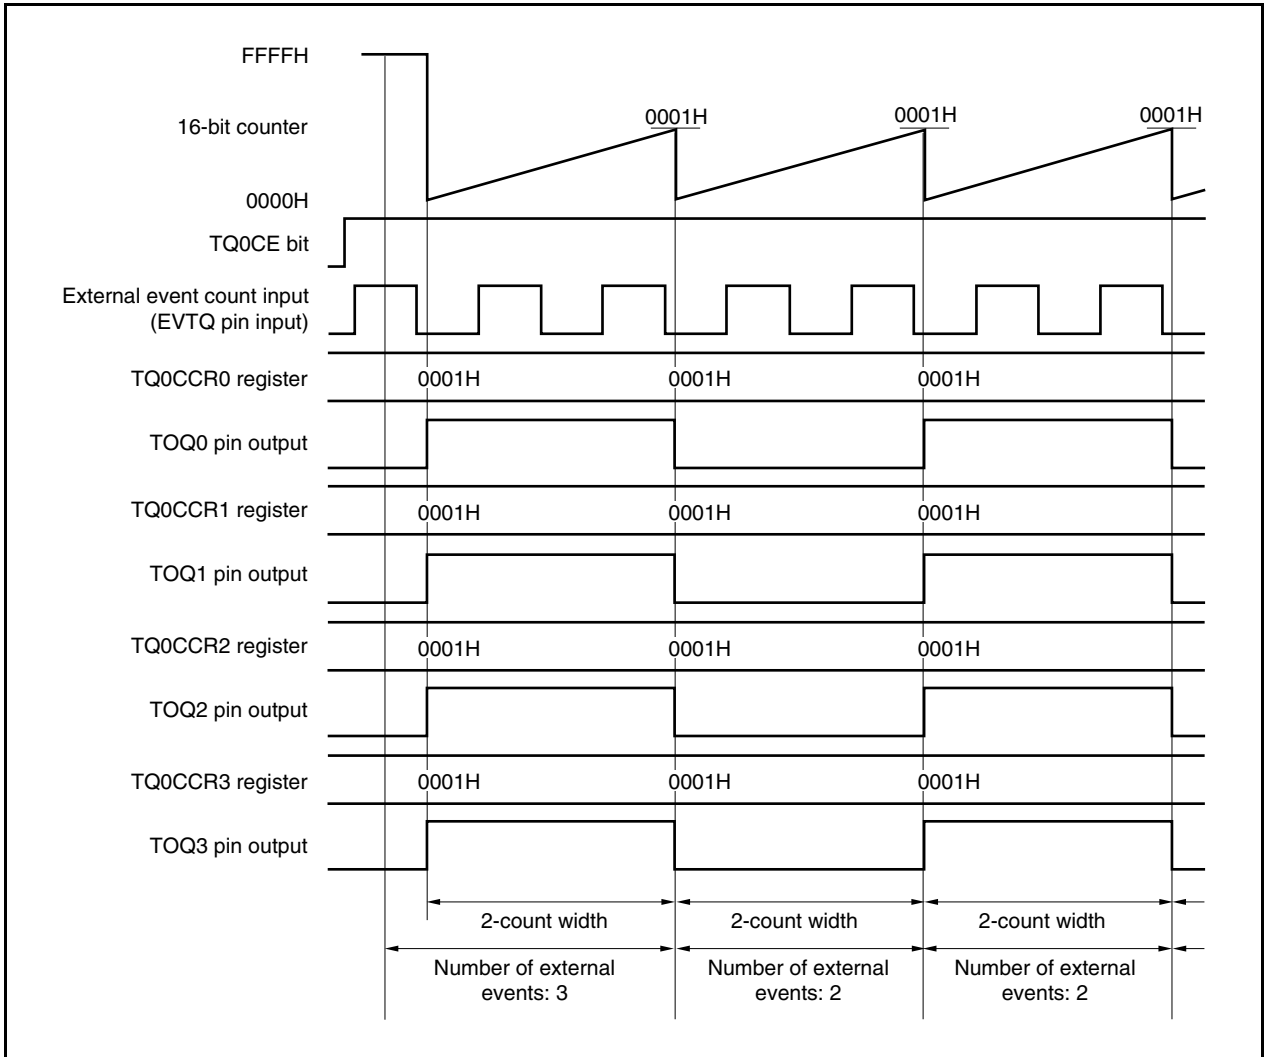 FFFFH
0001H 0001H 0001H
16-bit counter
0000H
TQ0CE bit
External event count input
(EVTQ pin input)
TQ0CCR0 register 0001H 0001H 0001H
TOQ0 pin output
TQ0CCR1 register 0001H 0001H 0001H
TOQ1 pin output
TQ0CCR2 register 0001H 0001H 0001H
TOQ2 pin output
TQ0CCR3 register 0001H 0001H 0001H
TOQ3 pin output
2-count width 2-count width 2-count width
Number of external
events: 3
Number of external
events: 2
Number of external
events: 2